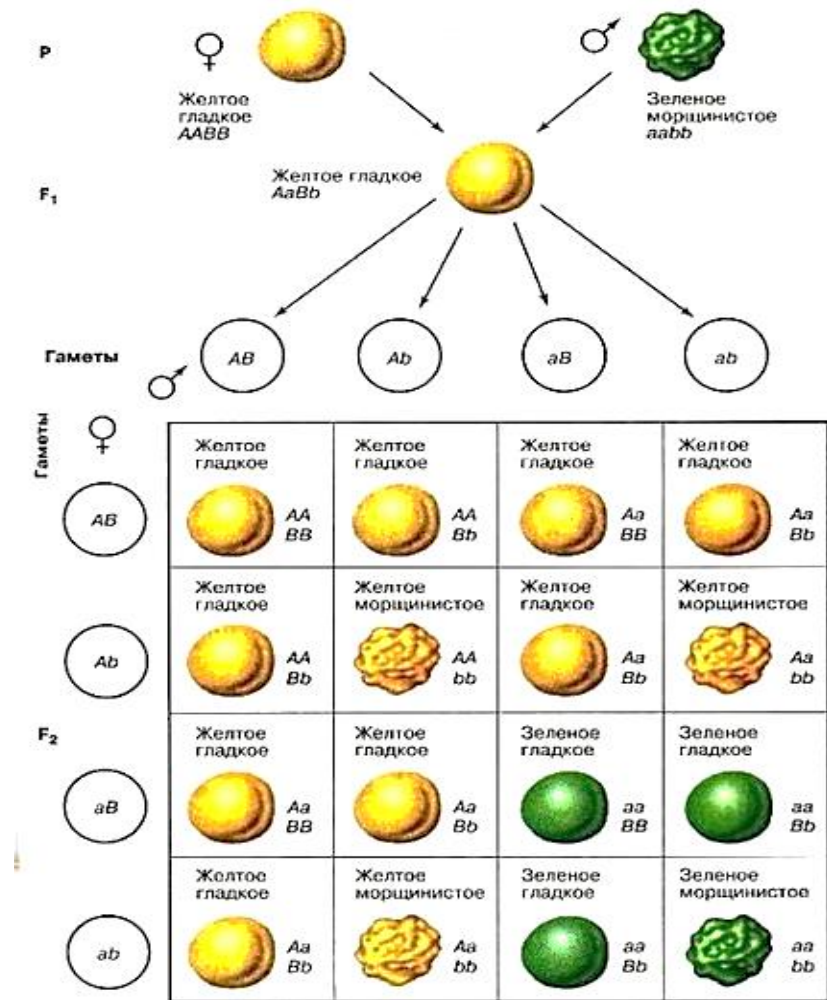 P
♀
♂
Желтое
гладкое
AABB
Зеленое
морщинистое
aabb
Желтое гладкое
AaBb
F₁
Гаметы
♂
AB
Ab
aB
ab
Гаметы
♀
AB
Желтое
гладкое
AA
BB
Желтое
гладкое
AA
Bb
Желтое
гладкое
Aa
BB
Желтое
гладкое
Aa
Bb
Ab
Желтое
гладкое
AA
Bb
Желтое
морщинистое
AA
bb
Желтое
гладкое
Aa
Bb
Желтое
морщинистое
Aa
bb
F₂
aB
Желтое
гладкое
Aa
BB
Желтое
гладкое
Aa
Bb
Зеленое
гладкое
aa
BB
Зеленое
гладкое
aa
Bb
ab
Желтое
гладкое
Aa
Bb
Желтое
морщинистое
Aa
bb
Зеленое
гладкое
aa
Bb
Зеленое
морщинистое
aa
bb